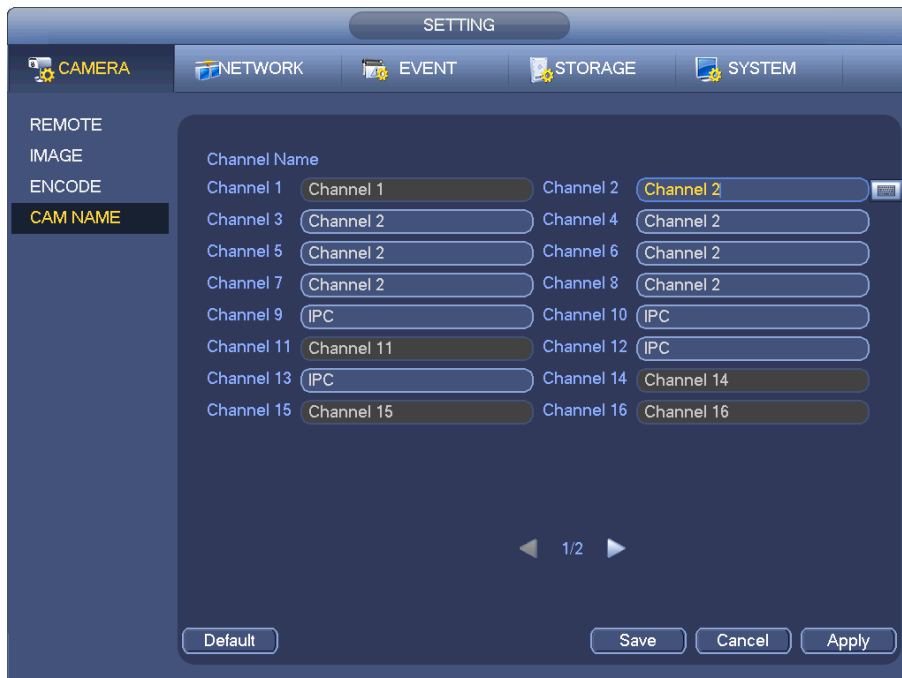 SETTING
CAMERA NETWORK EVENT STORAGE SYSTEM
REMOTE
IMAGE
ENCODE
CAM NAME
Channel Name
Channel 1 Channel 1 Channel 2 Channel 2
Channel 3 Channel 2 Channel 4 Channel 2
Channel 5 Channel 2 Channel 6 Channel 2
Channel 7 Channel 2 Channel 8 Channel 2
Channel 9 IPC Channel 10 IPC
Channel 11 Channel 11 Channel 12 IPC
Channel 13 IPC Channel 14 Channel 14
Channel 15 Channel 15 Channel 16 Channel 16
1/2
Default Save Cancel Apply